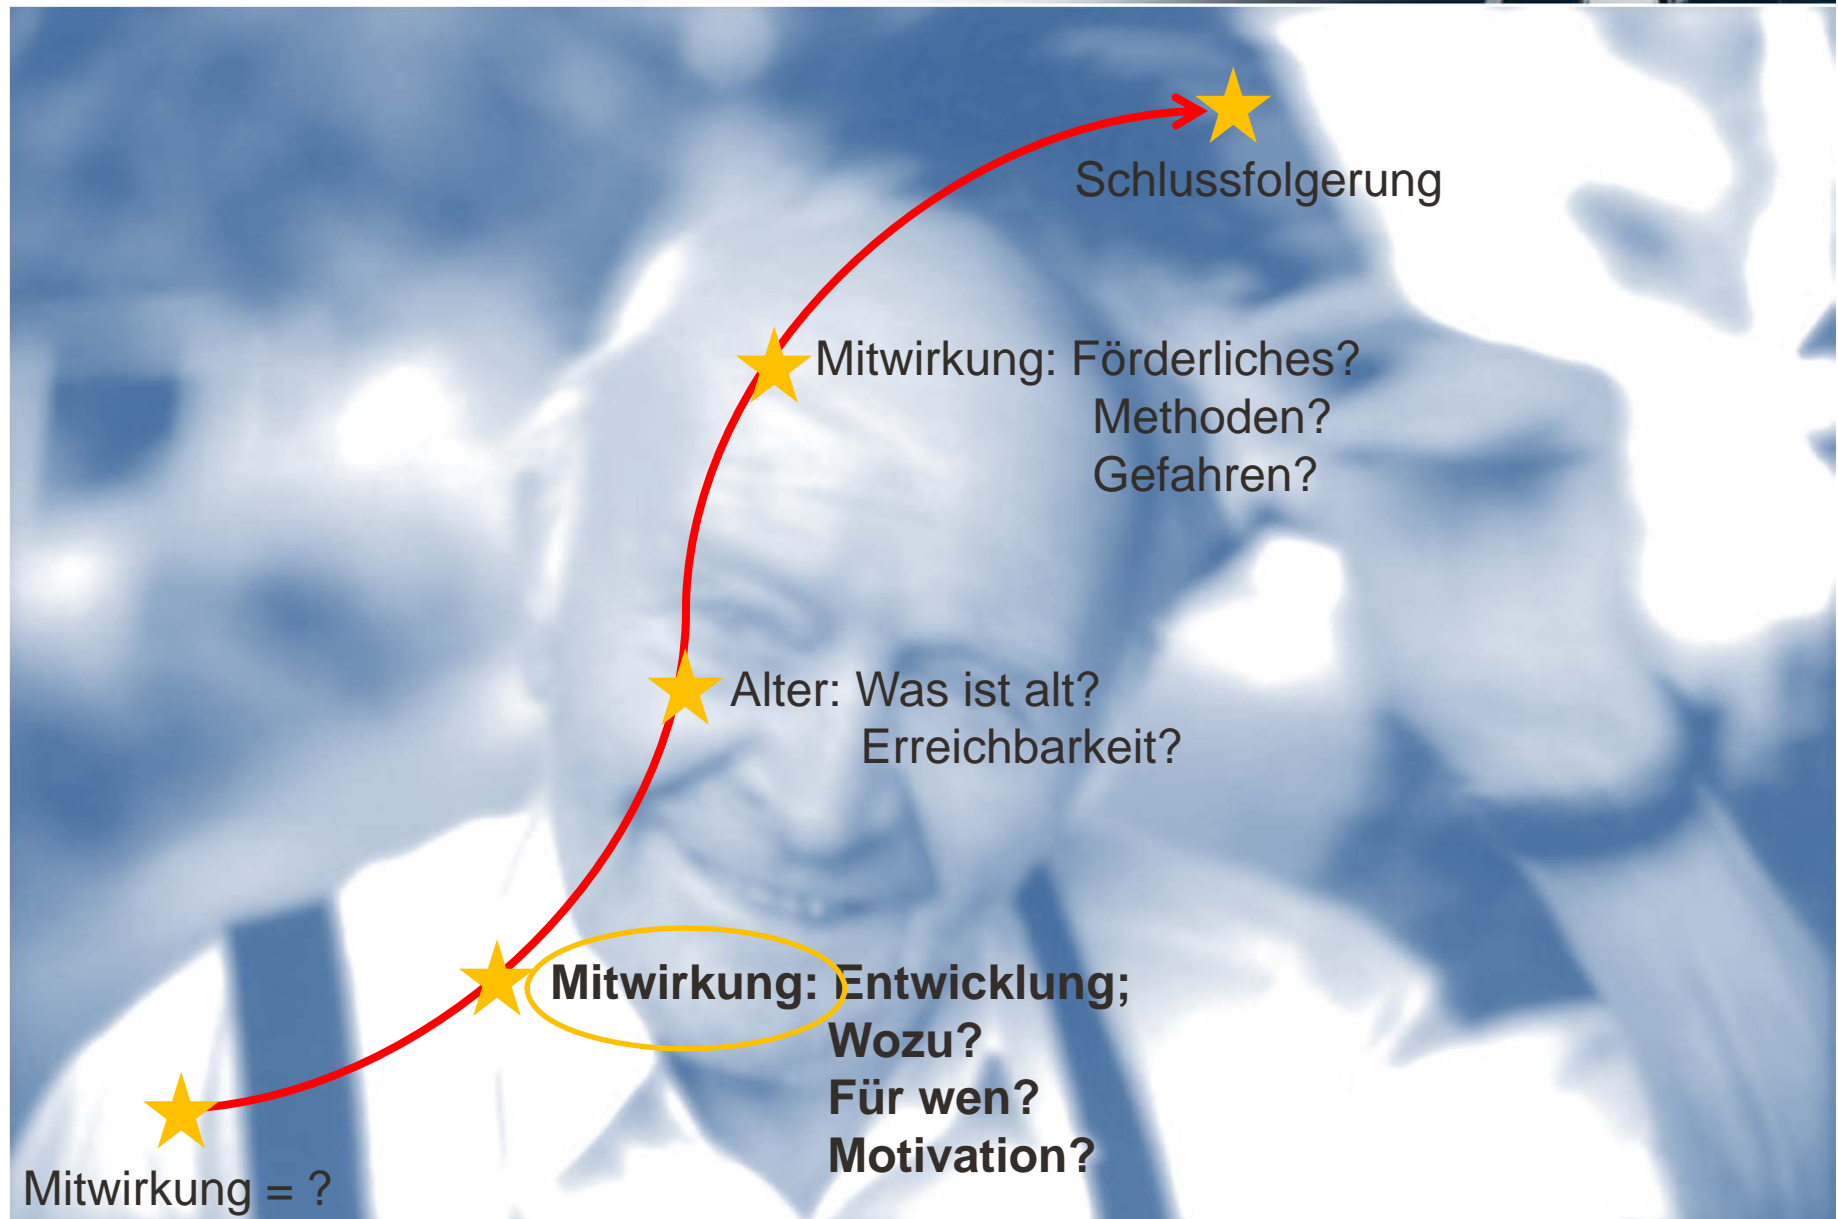 Schlussfolgerung
Mitwirkung: Förderliches?
Methoden?
Gefahren?
Alter: Was ist alt?
Erreichbarkeit?
Mitwirkung: Entwicklung;
Wozu?
Für wen?
Motivation?
Mitwirkung = ?